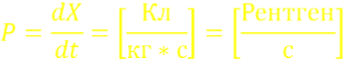 P = dX/dt = [Кл/кг * с] = [Рентген/с]